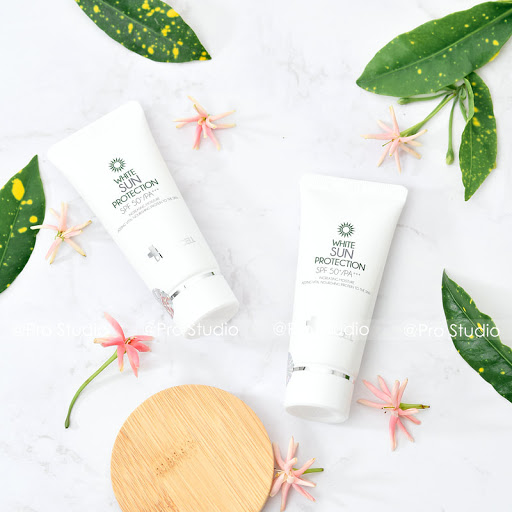 WHITE
SUN
PROTECTION
SPF 50+/PA+++
WHITE
SUN
PROTECTION
SPF 50+/PA+++
@Pro Studio @Pro Studio @Pro Studio @Pro Studio